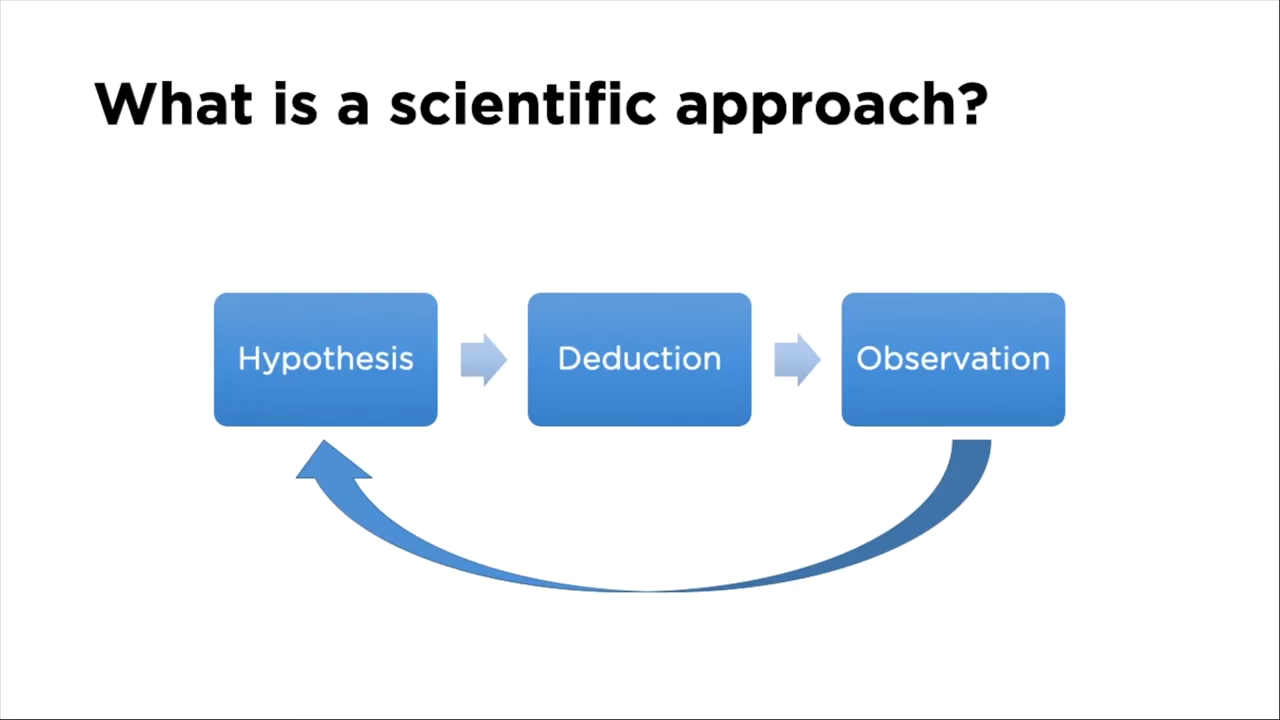 What is a scientific approach?
Hypothesis
Deduction
Observation